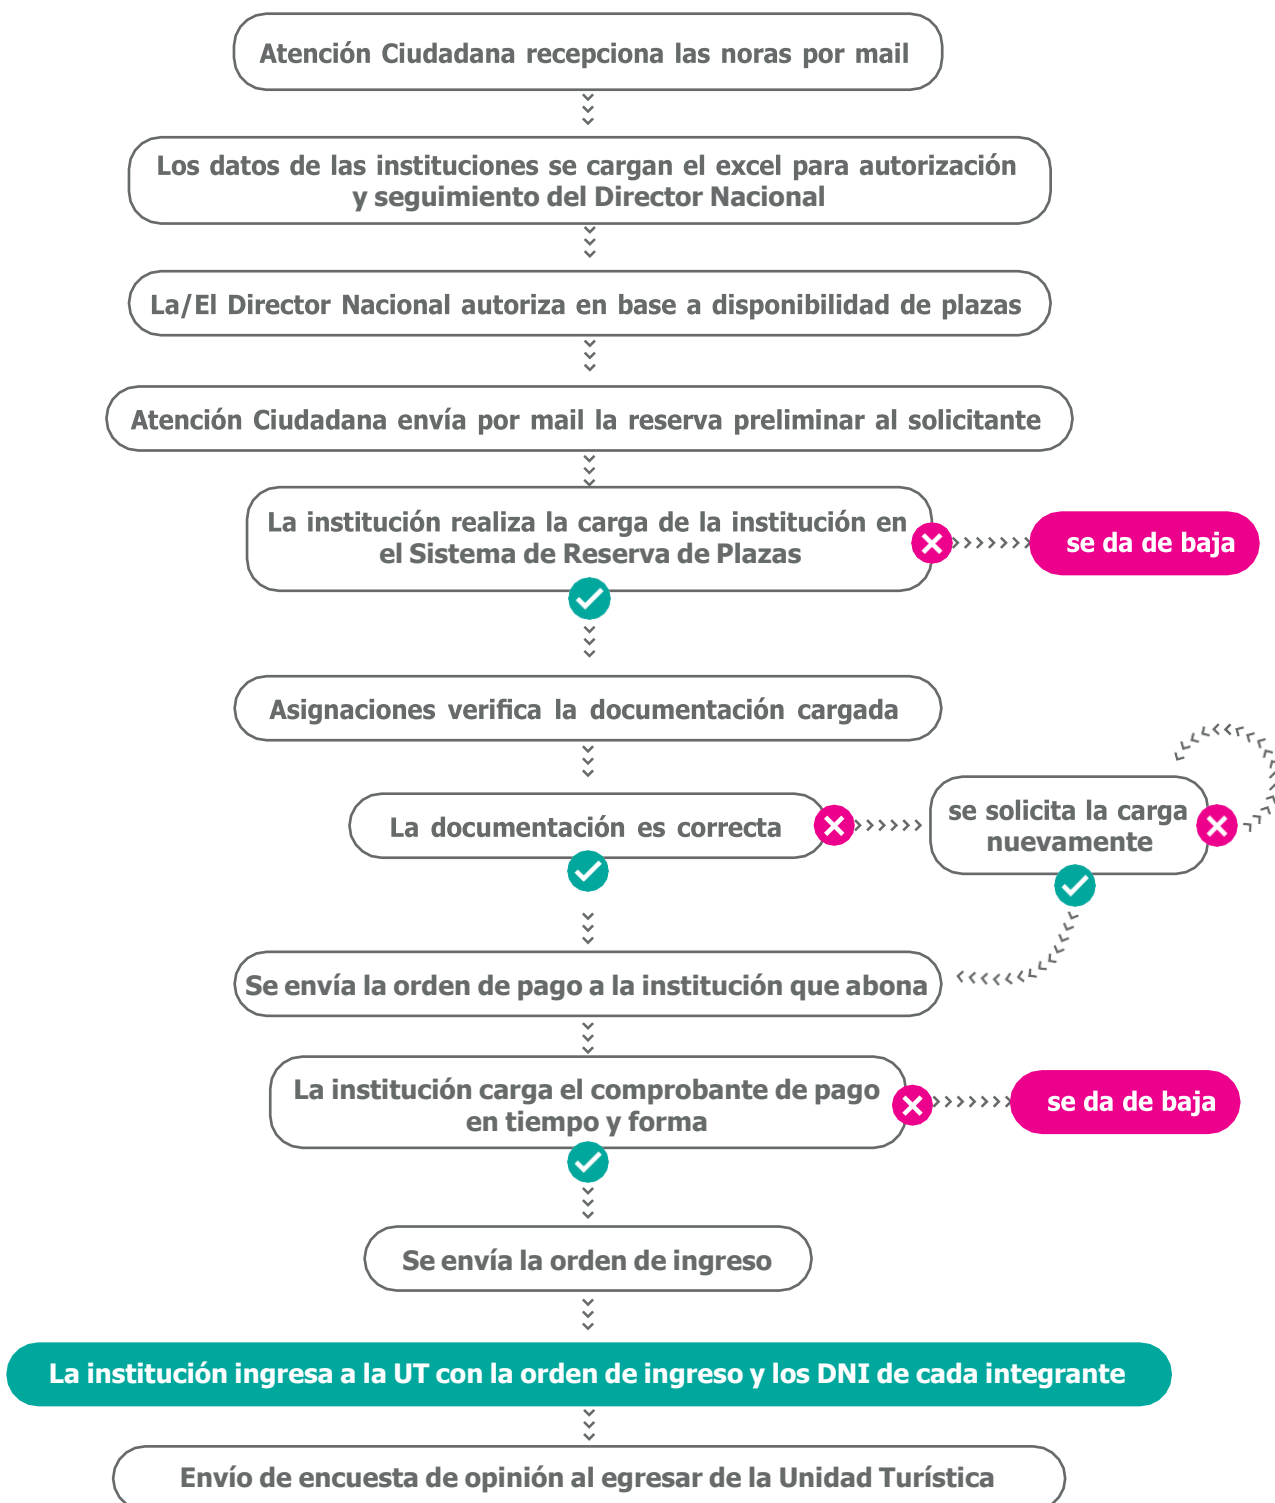 Atención Ciudadana recepciona las noras por mail
Los datos de las instituciones se cargan el excel para autorización
y seguimiento del Director Nacional
La/El Director Nacional autoriza en base a disponibilidad de plazas
Atención Ciudadana envía por mail la reserva preliminar al solicitante
La institución realiza la carga de la institución en
el Sistema de Reserva de Plazas
se da de baja
Asignaciones verifica la documentación cargada
La documentación es correcta
se solicita la carga
nuevamente
Se envía la orden de pago a la institución que abona
La institución carga el comprobante de pago
en tiempo y forma
se da de baja
Se envía la orden de ingreso
La institución ingresa a la UT con la orden de ingreso y los DNI de cada integrante
Envío de encuesta de opinión al egresar de la Unidad Turística